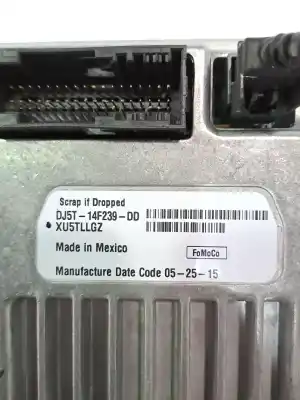 Scrap if Dropped
DJ5T-14F239-DD
XU5TLLGZ
Made in Mexico
FoMoCo
Manufacture Date Code 05-25-15